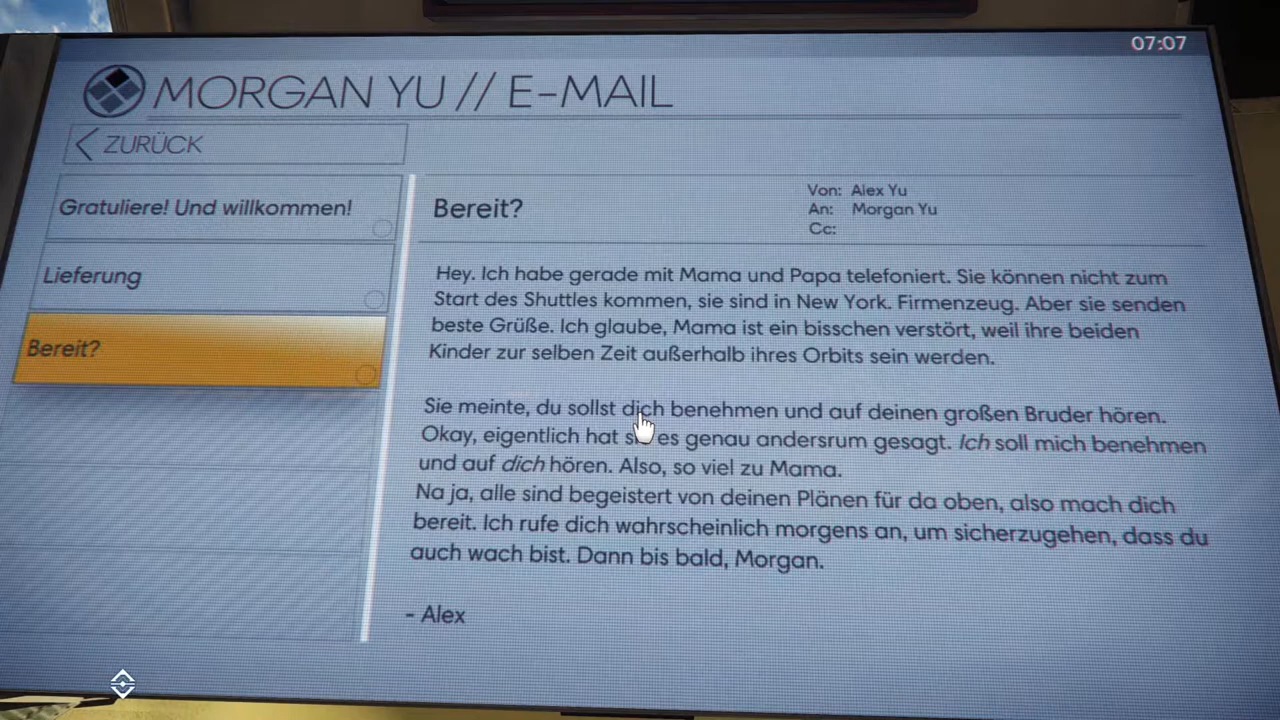 07:07
MORGAN YU // E-MAIL
ZURÜCK
Gratuliere! Und willkommen!
Lieferung
Bereit?
Bereit?
Von: Alex Yu
An: Morgan Yu
Cc:
Hey. Ich habe gerade mit Mama und Papa telefoniert. Sie können nicht zum
Start des Shuttles kommen, sie sind in New York. Firmenzeug. Aber sie senden
beste Grüße. Ich glaube, Mama ist ein bisschen verstört, weil ihre beiden
Kinder zur selben Zeit außerhalb ihres Orbits sein werden.
Sie meinte, du sollst dich benehmen und auf deinen großen Bruder hören.
Okay, eigentlich hat sie es genau andersrum gesagt. Ich soll mich benehmen
und auf dich hören. Also, so viel zu Mama.
Na ja, alle sind begeistert von deinen Plänen für da oben, also mach dich
bereit. Ich rufe dich wahrscheinlich morgens an, um sicherzugehen, dass du
auch wach bist. Dann bis bald, Morgan.
- Alex